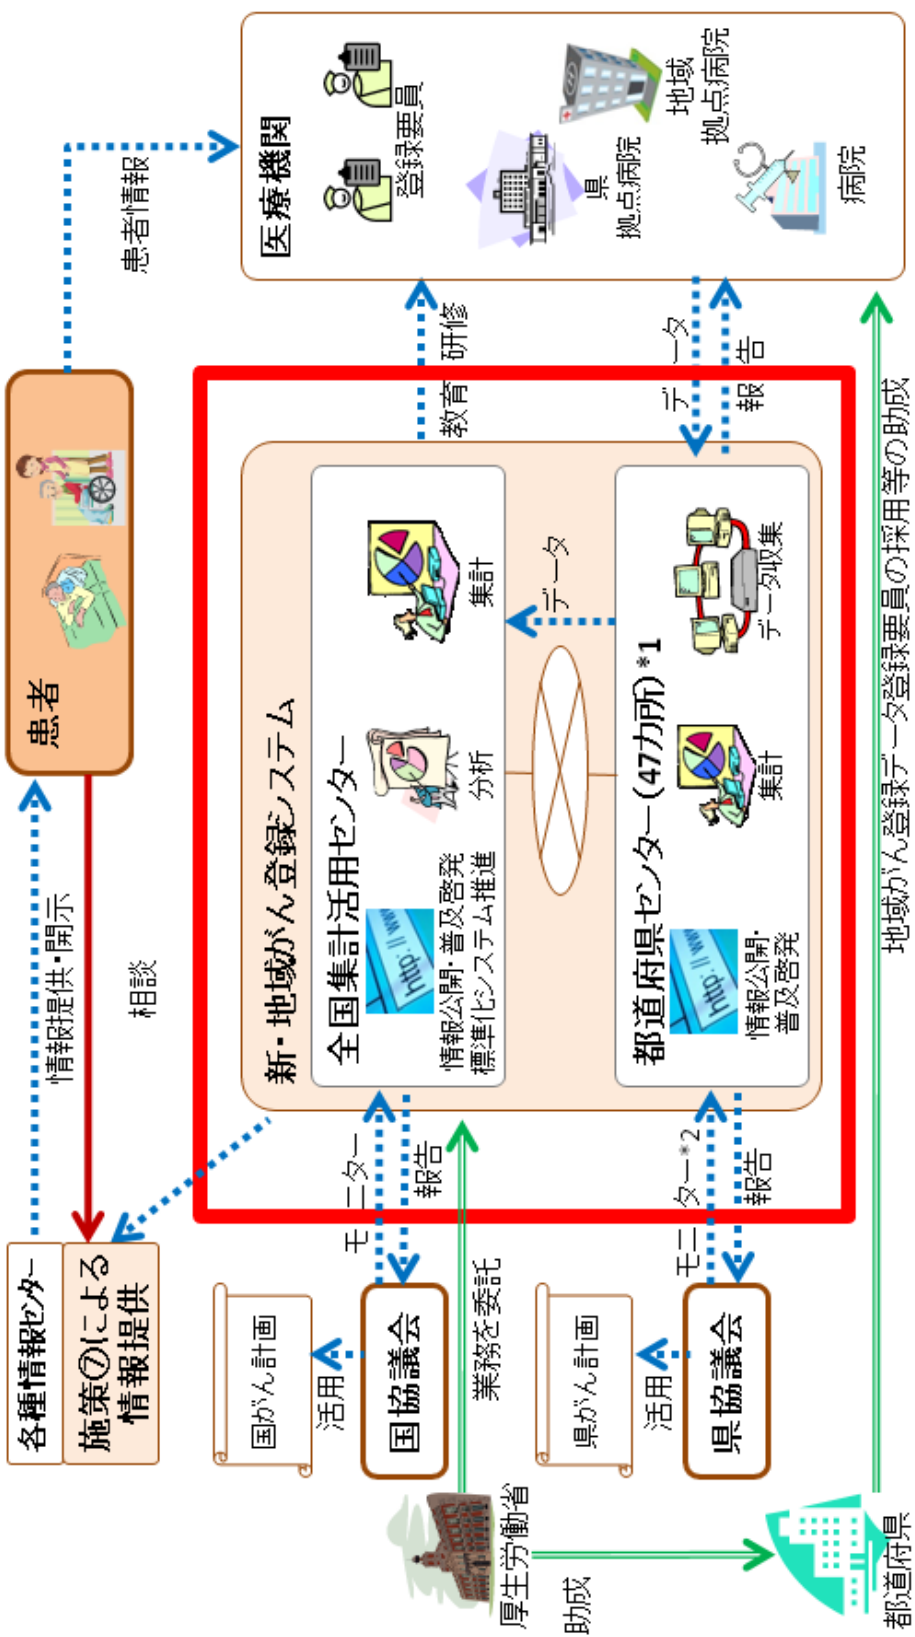 各種情報センター
施策⑦による
情報提供
情報提供・開示
相談
患者
患者情報
国がん計画
活用
国協議会
モニター
報告
業務を委託
厚生労働省
助成
都道府県
県がん計画
活用
県協議会
モニター*2
報告
新・地域がん登録システム
全国集計活用センター
http://www
情報公開・普及啓発
標準化システム推進
分析
集計
データ
都道府県センター(47カ所)*1
http://www
情報公開・
普及啓発
集計
データ収集
教育 研修
データ
報告
医療機関
登録要員
県
拠点病院
地域
拠点病院
病院
地域がん登録データ登録要員の採用等の助成